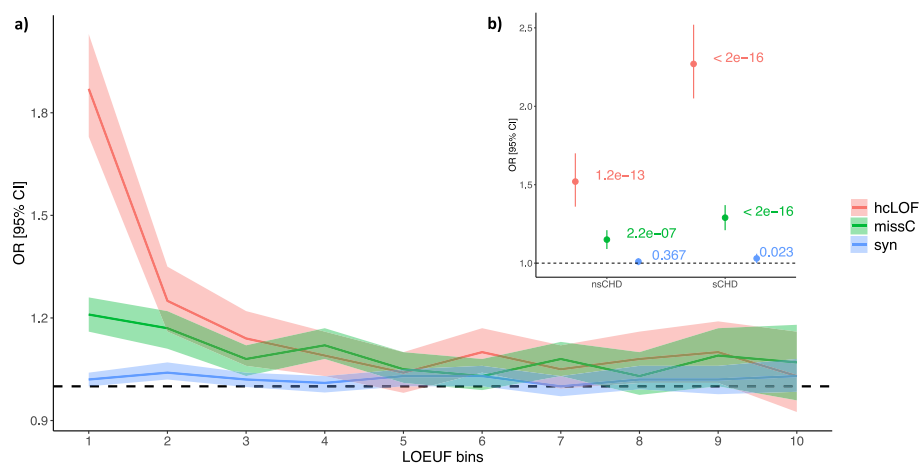 a)
OR [95% CI]
1.8
1.5
1.2
0.9
1 2 3 4 5 6 7 8 9 10
LOEUF bins
b)
OR [95% CI]
2.5
2.0
1.5
1.0
< 2e−16
1.2e−13
< 2e−16
2.2e−07
0.367
0.023
nsCHD sCHD
hcLOF
missC
syn